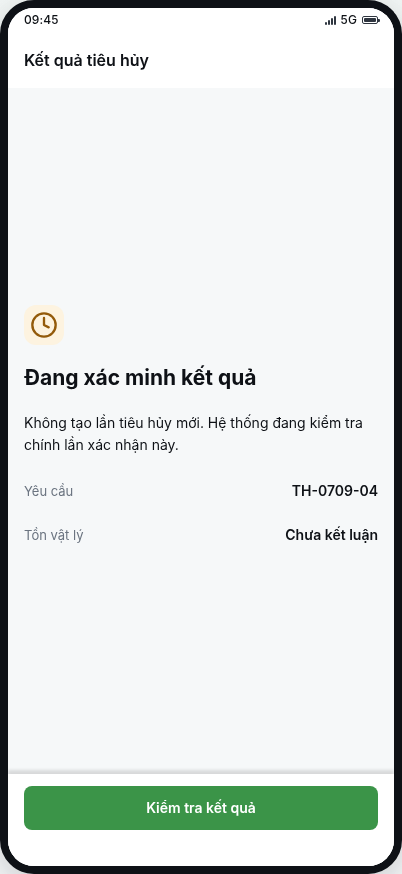 09:45 5G
Kết quả tiêu hủy
Đang xác minh kết quả
Không tạo lần tiêu hủy mới. Hệ thống đang kiểm tra
chính lần xác nhận này.
Yêu cầu TH-0709-04
Tồn vật lý Chưa kết luận
Kiểm tra kết quả